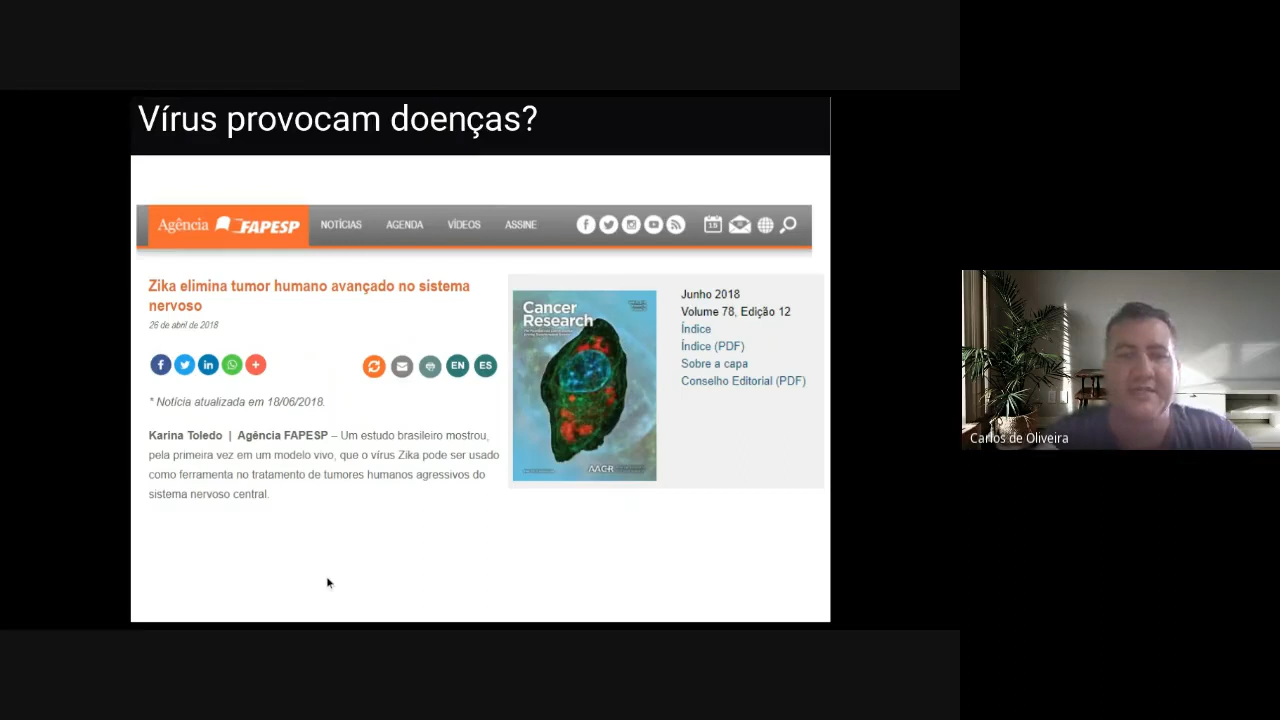 Vírus provocam doenças?
Agência FAPESP
NOTÍCIAS
AGENDA
VÍDEOS
ASSINE
15
Zika elimina tumor humano avançado no sistema
nervoso
26 de abril de 2018
EN
ES
* Notícia atualizada em 18/06/2018.
Karina Toledo | Agência FAPESP – Um estudo brasileiro mostrou,
pela primeira vez em um modelo vivo, que o vírus Zika pode ser usado
como ferramenta no tratamento de tumores humanos agressivos do
sistema nervoso central.
Cancer
Research
AACR
Junho 2018
Volume 78, Edição 12
Índice
Índice (PDF)
Sobre a capa
Conselho Editorial (PDF)
Carlos de Oliveira